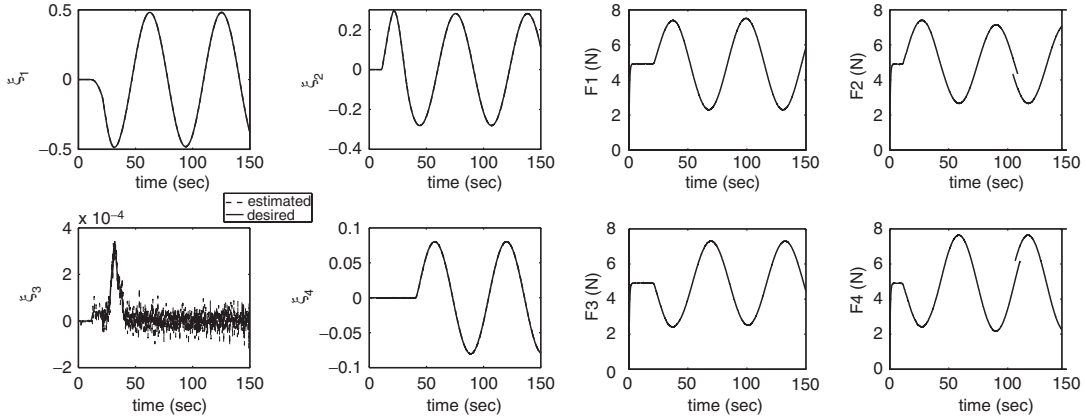 0.5
0
−0.5
0 50 100 150
ξ1
time (sec)
0.2
0
−0.2
−0.4
0 50 100 150
ξ2
time (sec)
8
6
4
2
0
0 50 100 150
F1 (N)
time (sec)
8
6
4
2
0
0 50 100 150
F2 (N)
time (sec)
estimated
desired
x 10−4
4
2
0
−2
0 50 100 150
ξ3
time (sec)
0.1
0.05
0
−0.05
−0.1
0 50 100 150
ξ4
time (sec)
8
6
4
2
0
0 50 100 150
F3 (N)
time (sec)
8
6
4
2
0
0 50 100 150
F4 (N)
time (sec)